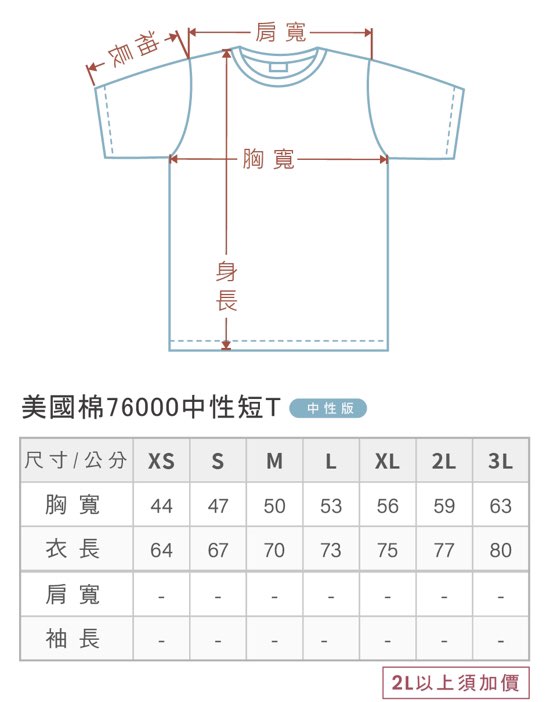 肩寬
袖長
胸寬
身長
美國棉76000中性短T 中性版
尺寸/公分 XS S M L XL 2L 3L
胸寬 44 47 50 53 56 59 63
衣長 64 67 70 73 75 77 80
肩寬 - - - - - - -
袖長 - - - - - - -
2L以上須加價